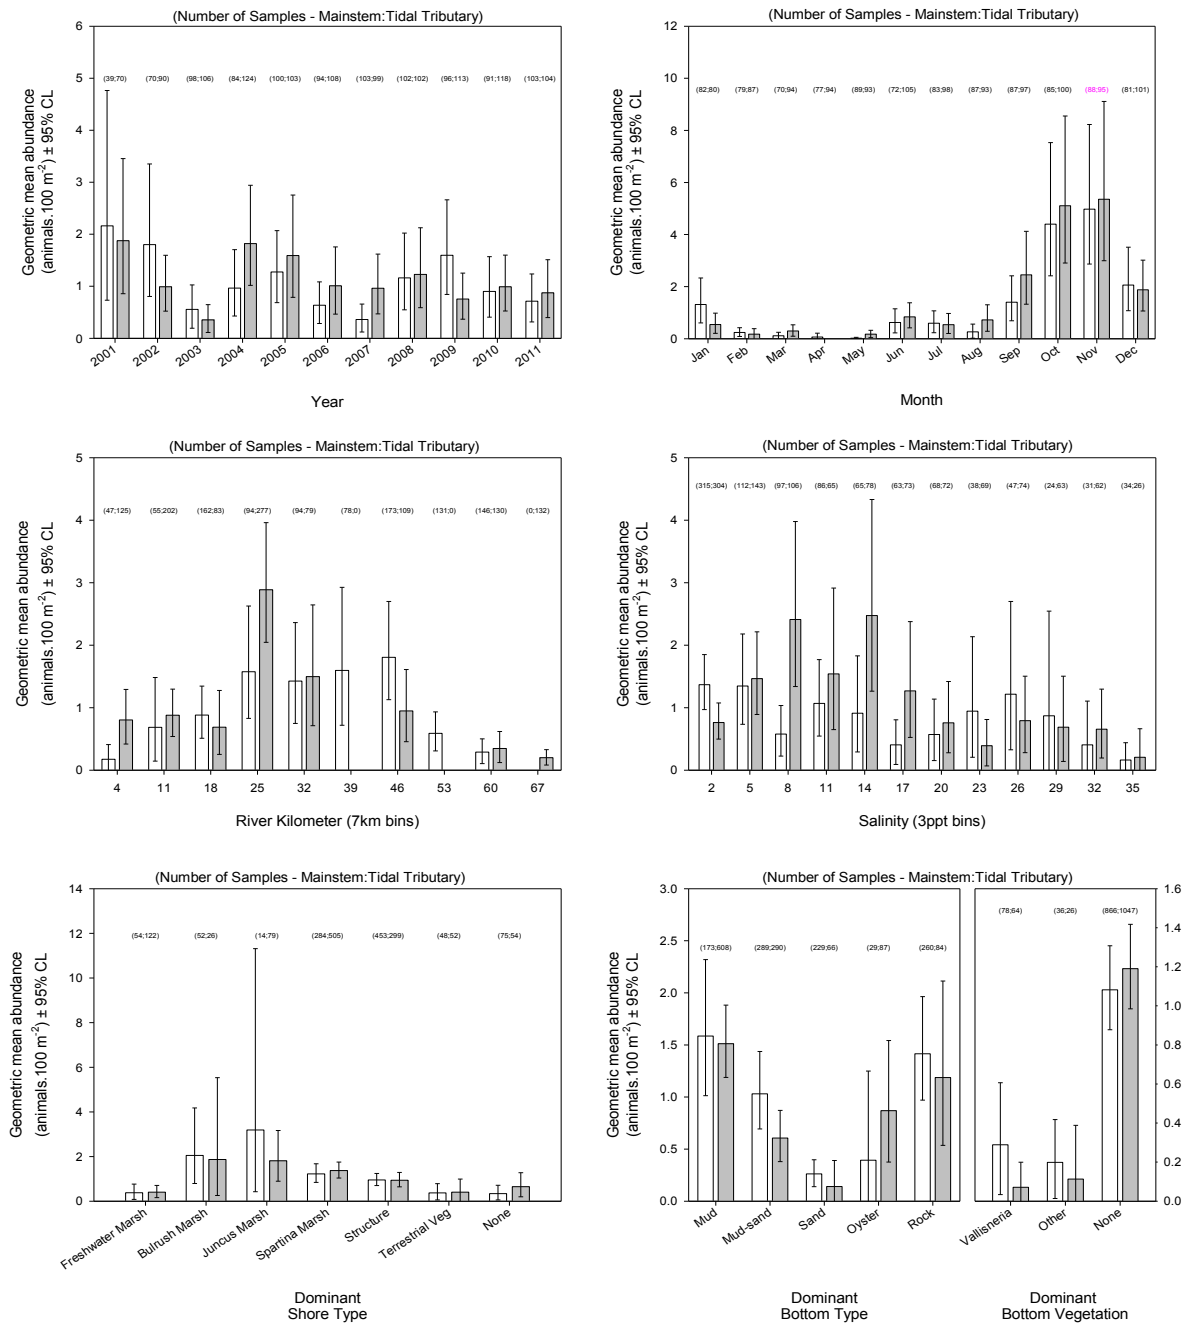 (Number of Samples - Mainstem:Tidal Tributary)
Geometric mean abundance
(animals.100 m-2) ± 95% CL
6
5
4
3
2
1
0
(39;70) (70;90) (98;106) (84;124) (100;103) (94;108) (103;99) (102;102) (96;113) (91;118) (103;104)
2001 2002 2003 2004 2005 2006 2007 2008 2009 2010 2011
Year
(Number of Samples - Mainstem:Tidal Tributary)
Geometric mean abundance
(animals.100 m-2) ± 95% CL
12
10
8
6
4
2
0
(82;80) (79;87) (70;94) (77;94) (89;93) (72;105) (83;98) (87;93) (87;97) (85;100) (88;95) (81;101)
Jan Feb Mar Apr May Jun Jul Aug Sep Oct Nov Dec
Month
(Number of Samples - Mainstem:Tidal Tributary)
Geometric mean abundance
(animals.100 m-2) ± 95% CL
5
4
3
2
1
0
(47;125) (55;202) (162;83) (94;277) (94;79) (78;0) (173;109) (131;0) (146;130) (0;132)
4 11 18 25 32 39 46 53 60 67
River Kilometer (7km bins)
(Number of Samples - Mainstem:Tidal Tributary)
Geometric mean abundance
(animals.100 m-2) ± 95% CL
5
4
3
2
1
0
(315;304) (112;143) (97;106) (86;65) (65;78) (63;73) (68;72) (38;69) (47;74) (24;63) (31;62) (34;26)
2 5 8 11 14 17 20 23 26 29 32 35
Salinity (3ppt bins)
(Number of Samples - Mainstem:Tidal Tributary)
Geometric mean abundance
(animals.100 m-2) ± 95% CL
14
12
10
8
6
4
2
0
(54;122) (52;26) (14;79) (284;505) (453;299) (48;52) (75;54)
Freshwater Marsh Bulrush Marsh Juncus Marsh Spartina Marsh Structure Terrestrial Veg None
Dominant
Shore Type
(Number of Samples - Mainstem:Tidal Tributary)
Geometric mean abundance
(animals.100 m-2) ± 95% CL
3.0
2.5
2.0
1.5
1.0
0.5
0.0
(173;608) (289;290) (229;66) (29;87) (260;84)
Mud Mud-sand Sand Oyster Rock
Dominant
Bottom Type
(78;64) (36;26) (866;1047)
1.6
1.4
1.2
1.0
0.8
0.6
0.4
0.2
0.0
Vallisneria Other None
Dominant
Bottom Vegetation